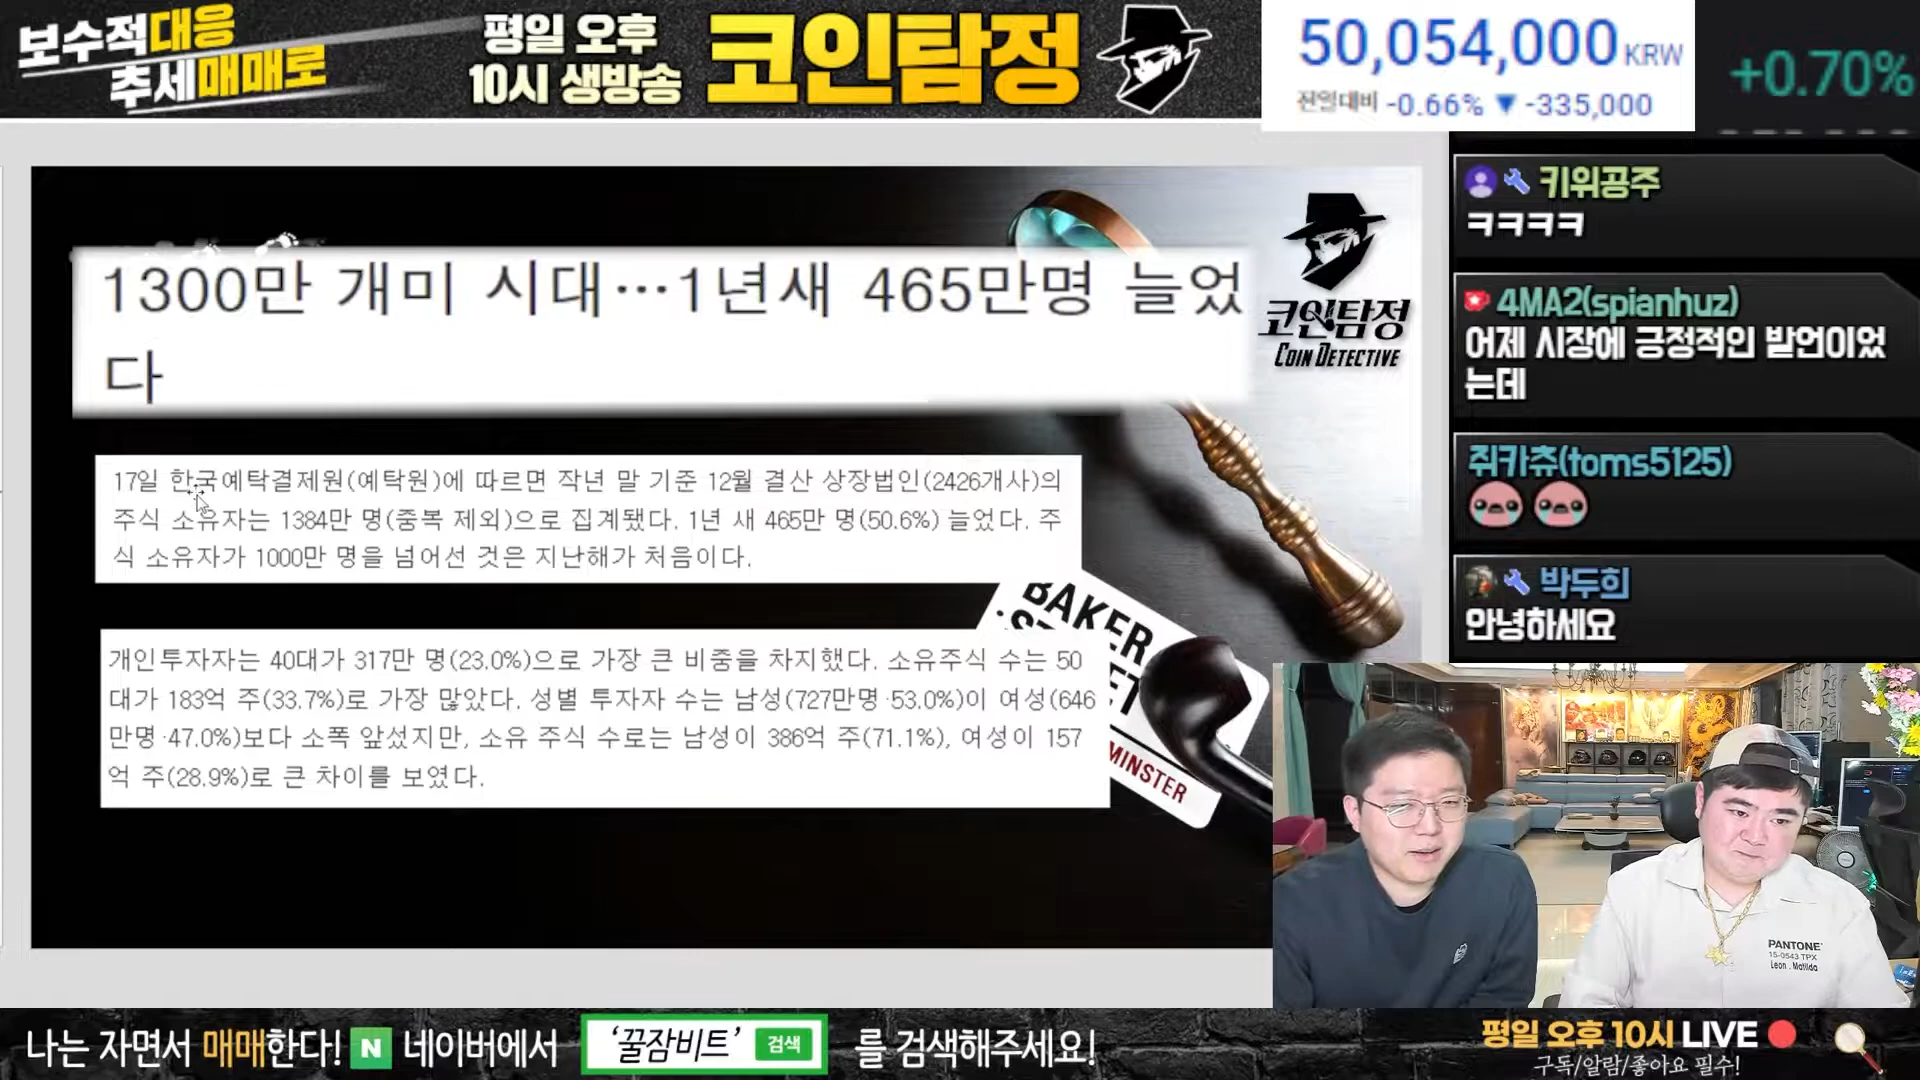 보수적대응
추세매매로
평일 오후
10시 생방송
코인탐정
50,054,000 KRW
전일대비 -0.66% ▼ -335,000
+0.70%
1300만 개미 시대…1년새 465만명 늘었
다
코인탐정
COIN DETECTIVE
17일 한국예탁결제원(예탁원)에 따르면 작년 말 기준 12월 결산 상장법인(2426개사)의
주식 소유자는 1384만 명(중복 제외)으로 집계됐다. 1년 새 465만 명(50.6%) 늘었다. 주
식 소유자가 1000만 명을 넘어선 것은 지난해가 처음이다.
개인투자자는 40대가 317만 명(23.0%)으로 가장 큰 비중을 차지했다. 소유주식 수는 50
대가 183억 주(33.7%)로 가장 많았다. 성별 투자자 수는 남성(727만명·53.0%)이 여성(646
만명·47.0%)보다 소폭 앞섰지만, 소유 주식 수로는 남성이 386억 주(71.1%), 여성이 157
억 주(28.9%)로 큰 차이를 보였다.
BAKER
MINSTER
키위공주
ㅋㅋㅋㅋ
4MA2(spianhuz)
어제 시장에 긍정적인 발언이었
는데
쥐카츄(toms5125)
박두희
안녕하세요
PANTONE
15-0543 TPX
Leon . Matilda
나는 자면서 매매한다! N 네이버에서 '꿀잠비트' 검색 를 검색해주세요!
평일 오후 10시 LIVE
구독/알람/좋아요 필수!